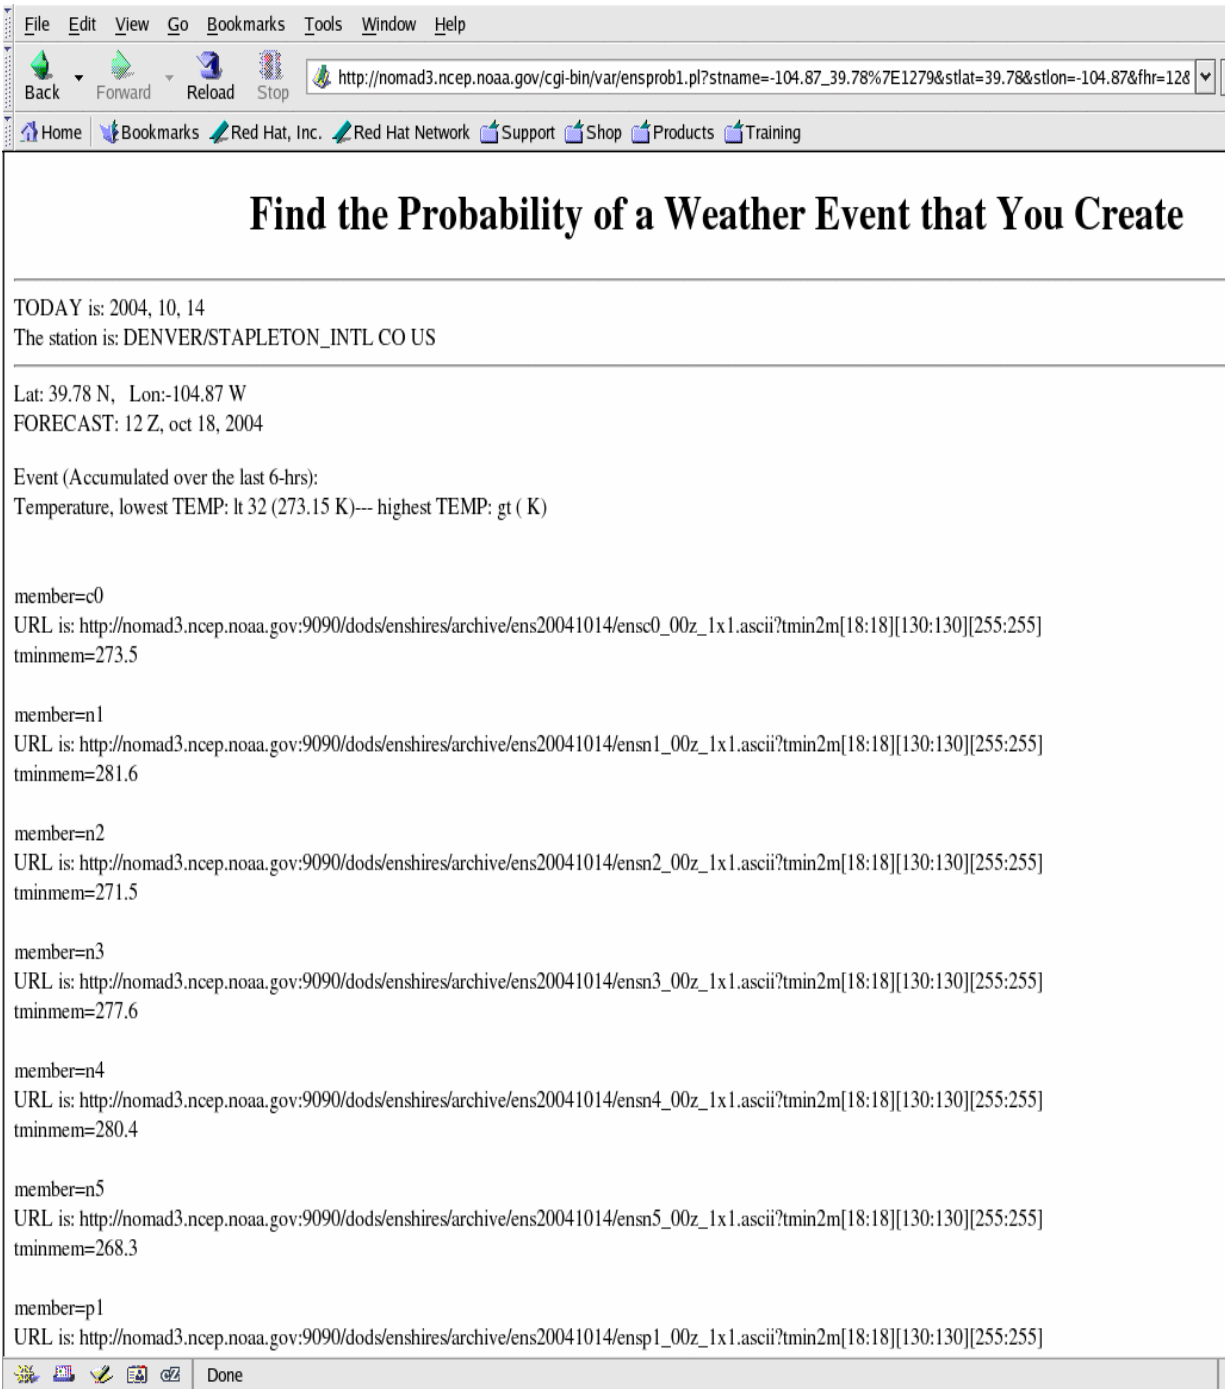 File Edit View Go Bookmarks Tools Window Help
Back Forward Reload Stop http://nomad3.ncep.noaa.gov/cgi-bin/var/ensprob1.pl?stname=-104.87_39.78%7E1279&stlat=39.78&stlon=-104.87&fhr=12&
Home Bookmarks Red Hat, Inc. Red Hat Network Support Shop Products Training
Find the Probability of a Weather Event that You Create
TODAY is: 2004, 10, 14
The station is: DENVER/STAPLETON_INTL CO US
Lat: 39.78 N, Lon:-104.87 W
FORECAST: 12 Z, oct 18, 2004
Event (Accumulated over the last 6-hrs):
Temperature, lowest TEMP: lt 32 (273.15 K)--- highest TEMP: gt ( K)
member=c0
URL is: http://nomad3.ncep.noaa.gov:9090/dods/enshires/archive/ens20041014/ensc0_00z_1x1.ascii?tmin2m[18:18][130:130][255:255]
tminmem=273.5
member=n1
URL is: http://nomad3.ncep.noaa.gov:9090/dods/enshires/archive/ens20041014/ensn1_00z_1x1.ascii?tmin2m[18:18][130:130][255:255]
tminmem=281.6
member=n2
URL is: http://nomad3.ncep.noaa.gov:9090/dods/enshires/archive/ens20041014/ensn2_00z_1x1.ascii?tmin2m[18:18][130:130][255:255]
tminmem=271.5
member=n3
URL is: http://nomad3.ncep.noaa.gov:9090/dods/enshires/archive/ens20041014/ensn3_00z_1x1.ascii?tmin2m[18:18][130:130][255:255]
tminmem=277.6
member=n4
URL is: http://nomad3.ncep.noaa.gov:9090/dods/enshires/archive/ens20041014/ensn4_00z_1x1.ascii?tmin2m[18:18][130:130][255:255]
tminmem=280.4
member=n5
URL is: http://nomad3.ncep.noaa.gov:9090/dods/enshires/archive/ens20041014/ensn5_00z_1x1.ascii?tmin2m[18:18][130:130][255:255]
tminmem=268.3
member=p1
URL is: http://nomad3.ncep.noaa.gov:9090/dods/enshires/archive/ens20041014/ensp1_00z_1x1.ascii?tmin2m[18:18][130:130][255:255]
Done